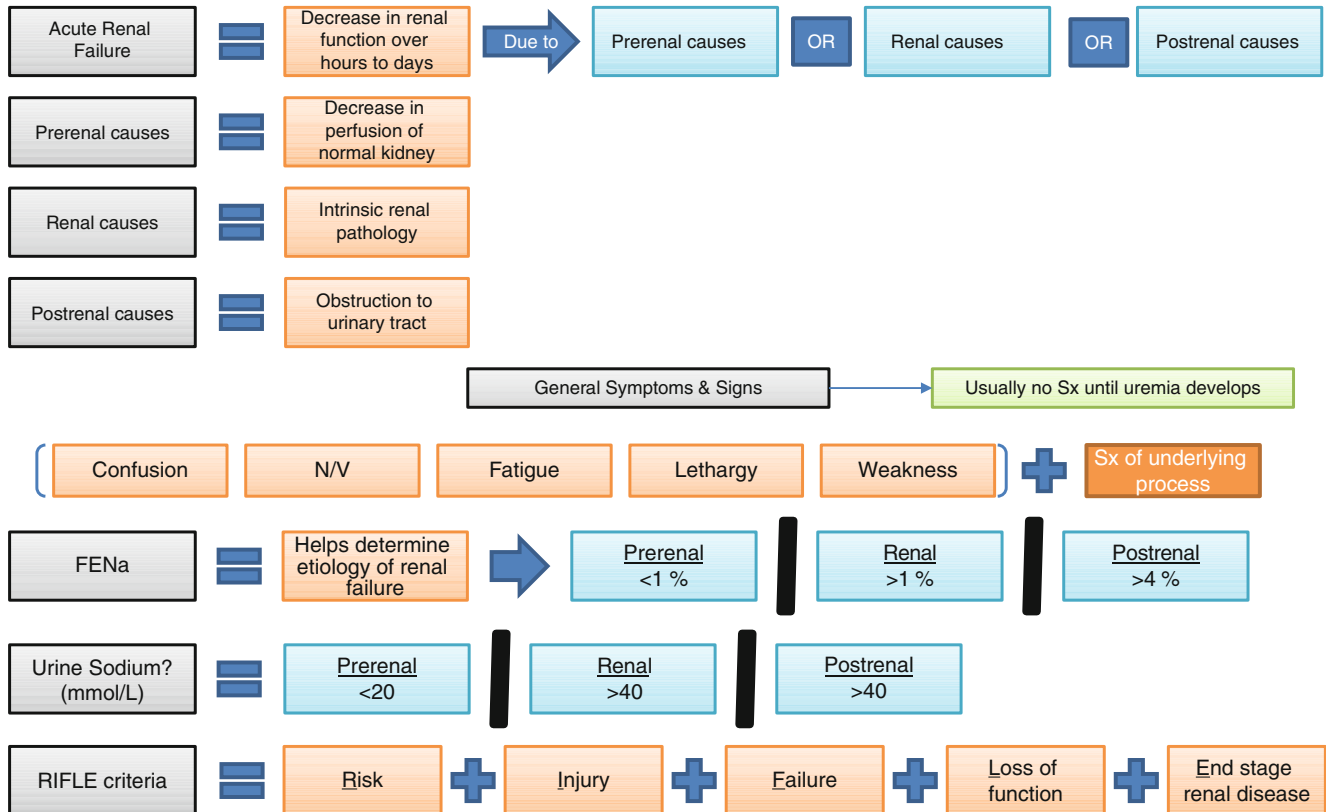 Acute Renal
Failure
Decrease in renal
function over
hours to days
Due to
Prerenal causes
OR
Renal causes
OR
Postrenal causes
Prerenal causes
Decrease in
perfusion of
normal kidney
Renal causes
Intrinsic renal
pathology
Postrenal causes
Obstruction to
urinary tract
General Symptoms & Signs
Usually no Sx until uremia develops
Confusion
N/V
Fatigue
Lethargy
Weakness
Sx of underlying
process
FENa
Helps determine
etiology of renal
failure
Prerenal
<1 %
Renal
>1 %
Postrenal
>4 %
Urine Sodium?
(mmol/L)
Prerenal
<20
Renal
>40
Postrenal
>40
RIFLE criteria
Risk
Injury
Failure
Loss of
function
End stage
renal disease